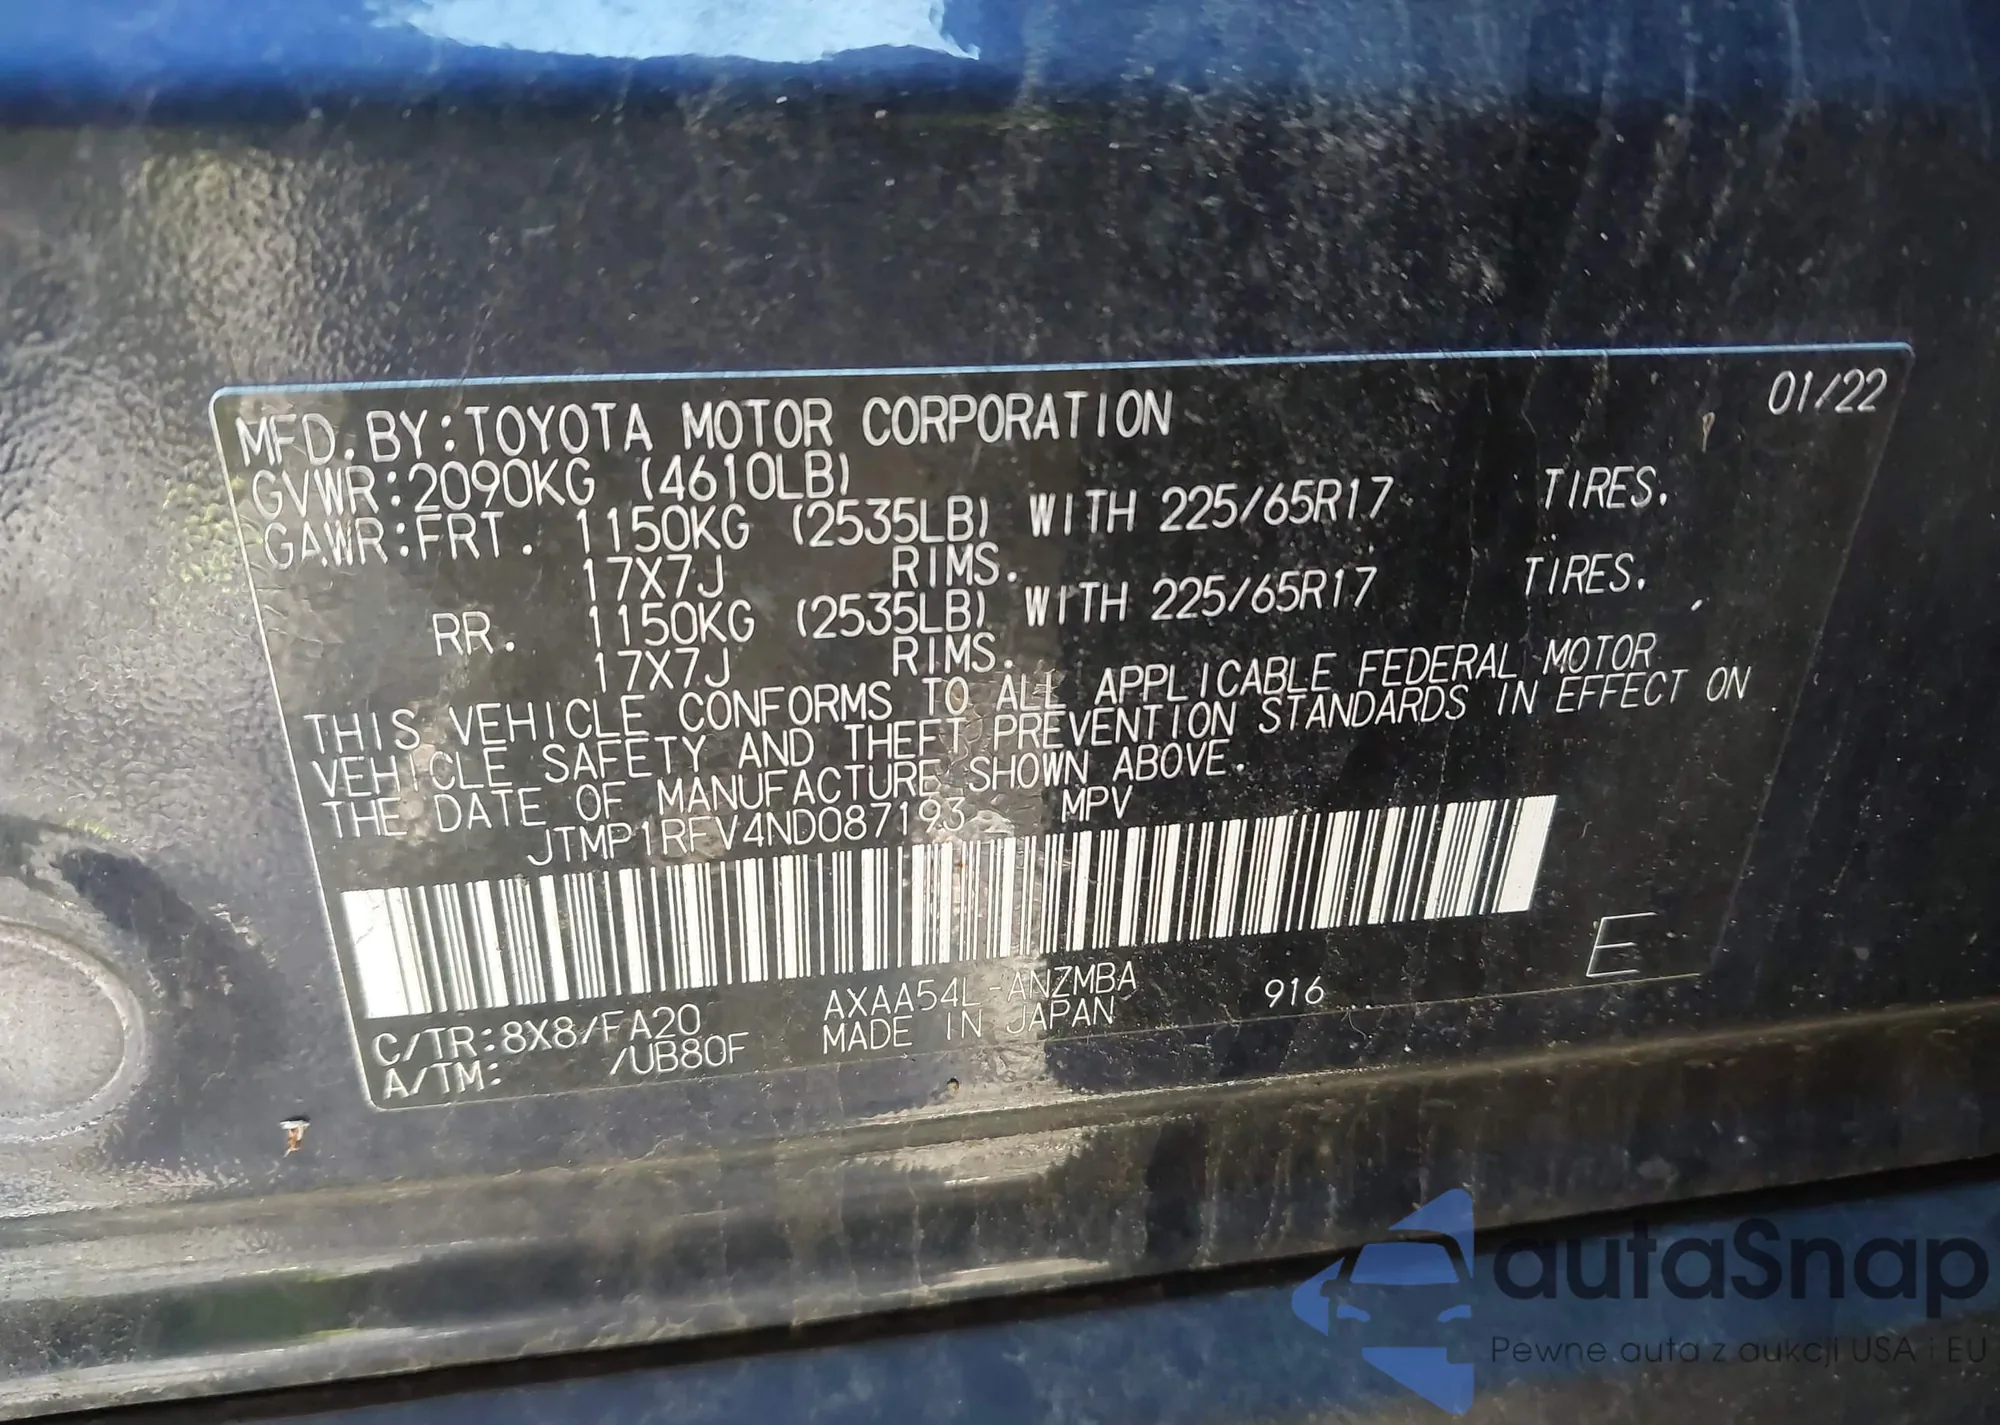 01/22
MFD. BY:TOYOTA MOTOR CORPORATION
GVWR:2090KG (4610LB)
GAWR:FRT. 1150KG (2535LB) WITH 225/65R17 TIRES.
17X7J RIMS.
RR. 1150KG (2535LB) WITH 225/65R17 TIRES.
17X7J RIMS.
THIS VEHICLE CONFORMS TO ALL APPLICABLE FEDERAL MOTOR
VEHICLE SAFETY AND THEFT PREVENTION STANDARDS IN EFFECT ON
THE DATE OF MANUFACTURE SHOWN ABOVE.
JTMP1RFV4ND087193 MPV
E
C/TR:8X8/FA20 AXAA54L-ANZMBA 916
A/TM: /UB80F MADE IN JAPAN
autaSnap
Pewne auta z aukcji USA i EU